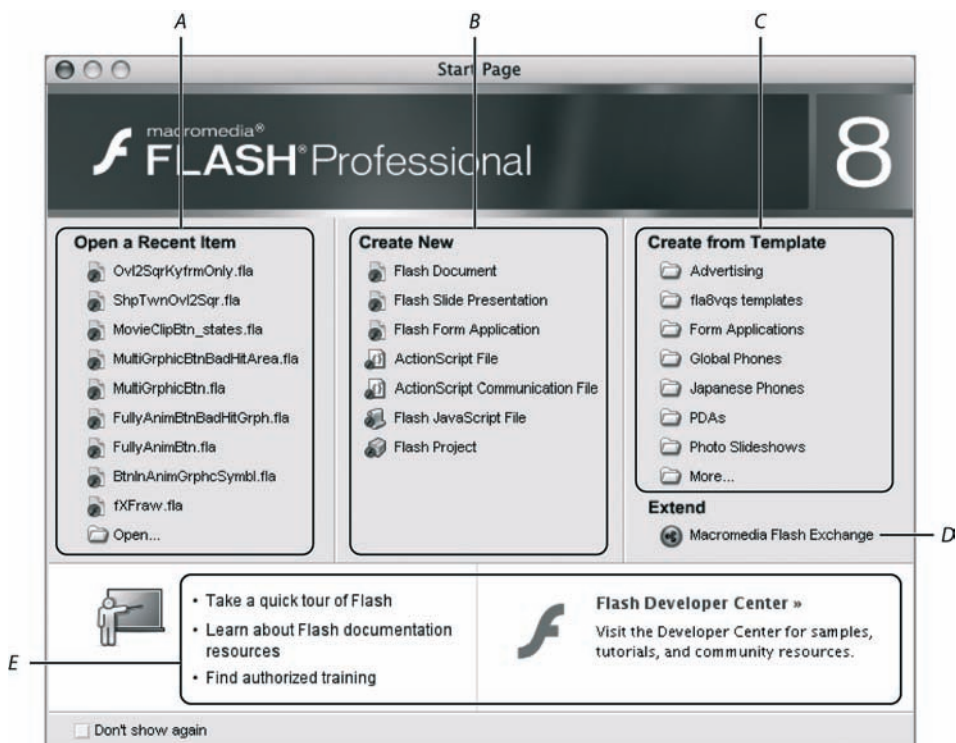 A
B
C
Start Page
macromedia®
FLASH® Professional
8
Open a Recent Item
Ovl2SqrKyfrmOnly.fla
ShpTwnOvl2Sqr.fla
MovieClipBtn_states.fla
MultiGrphicBtnBadHitArea.fla
MultiGrphicBtn.fla
FullyAnimBtnBadHitGrph.fla
FullyAnimBtn.fla
BtnInAnimGrphcSymbl.fla
fXFraw.fla
Open...
Create New
Flash Document
Flash Slide Presentation
Flash Form Application
ActionScript File
ActionScript Communication File
Flash JavaScript File
Flash Project
Create from Template
Advertising
fla8vqs templates
Form Applications
Global Phones
Japanese Phones
PDAs
Photo Slideshows
More...
Extend
Macromedia Flash Exchange
D
E
• Take a quick tour of Flash
• Learn about Flash documentation
resources
• Find authorized training
Flash Developer Center »
Visit the Developer Center for samples,
tutorials, and community resources.
Don't show again